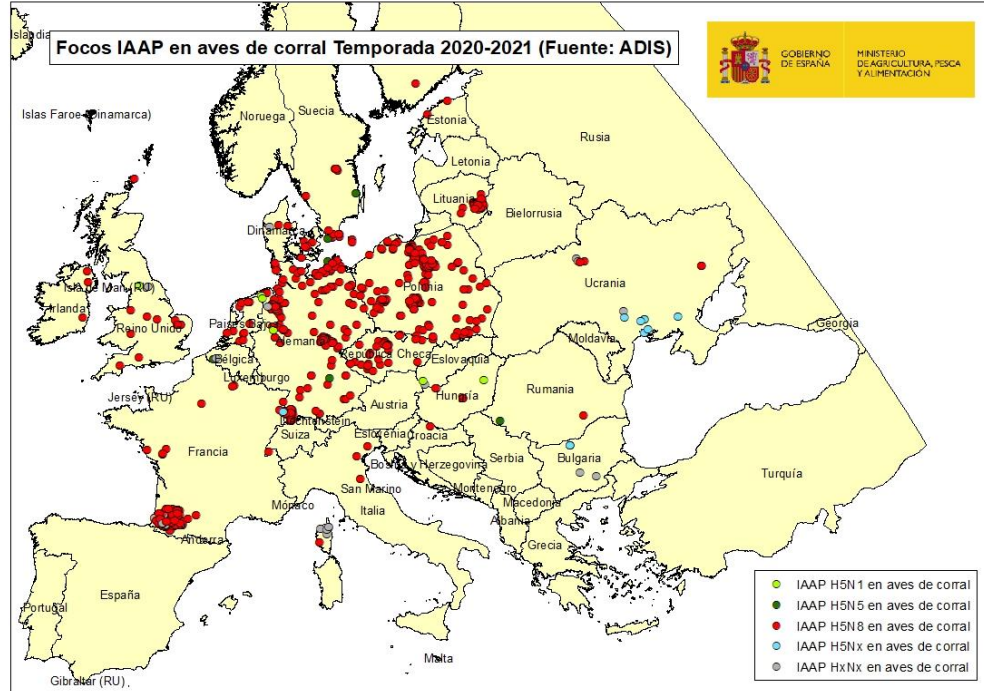 Focos IAAP en aves de corral Temporada 2020-2021 (Fuente: ADIS)
GOBIERNO
DE ESPAÑA
MINISTERIO
DE AGRICULTURA, PESCA
Y ALIMENTACIÓN
Islandia
Islas Faroe (Dinamarca)
Noruega
Suecia
Estonia
Rusia
Letonia
Lituania
Bielorrusia
Dinamarca
Isla de Man (RU)
Irlanda
Reino Unido
Países Bajos
Polonia
Ucrania
Alemania
Bélgica
República Checa
Eslovaquia
Moldavia
Georgia
Luxemburgo
Jersey (RU)
Austria
Hungría
Rumania
Liechtenstein
Suiza
Eslovenia
Croacia
Francia
Bosnia y Herzegovina
Serbia
Bulgaria
San Marino
Montenegro
Turquía
Mónaco
Italia
Macedonia
Albania
Andorra
Grecia
España
Portugal
Malta
Gibraltar (RU)
IAAP H5N1 en aves de corral
IAAP H5N5 en aves de corral
IAAP H5N8 en aves de corral
IAAP H5Nx en aves de corral
IAAP HxNx en aves de corral